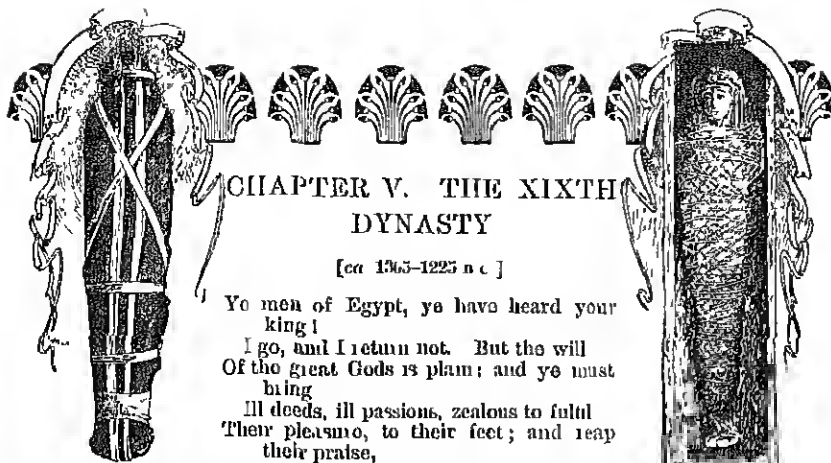 CHAPTER V. THE XIXTH
DYNASTY
[ca 1365–1225 B C ]
Ye men of Egypt, ye have heard your
king!
I go, and I return not. But the will
Of the great Gods is plain; and ye must
bring
Ill deeds, ill passions, zealous to fulfil
Their pleasure, to their feet; and reap
their praise,